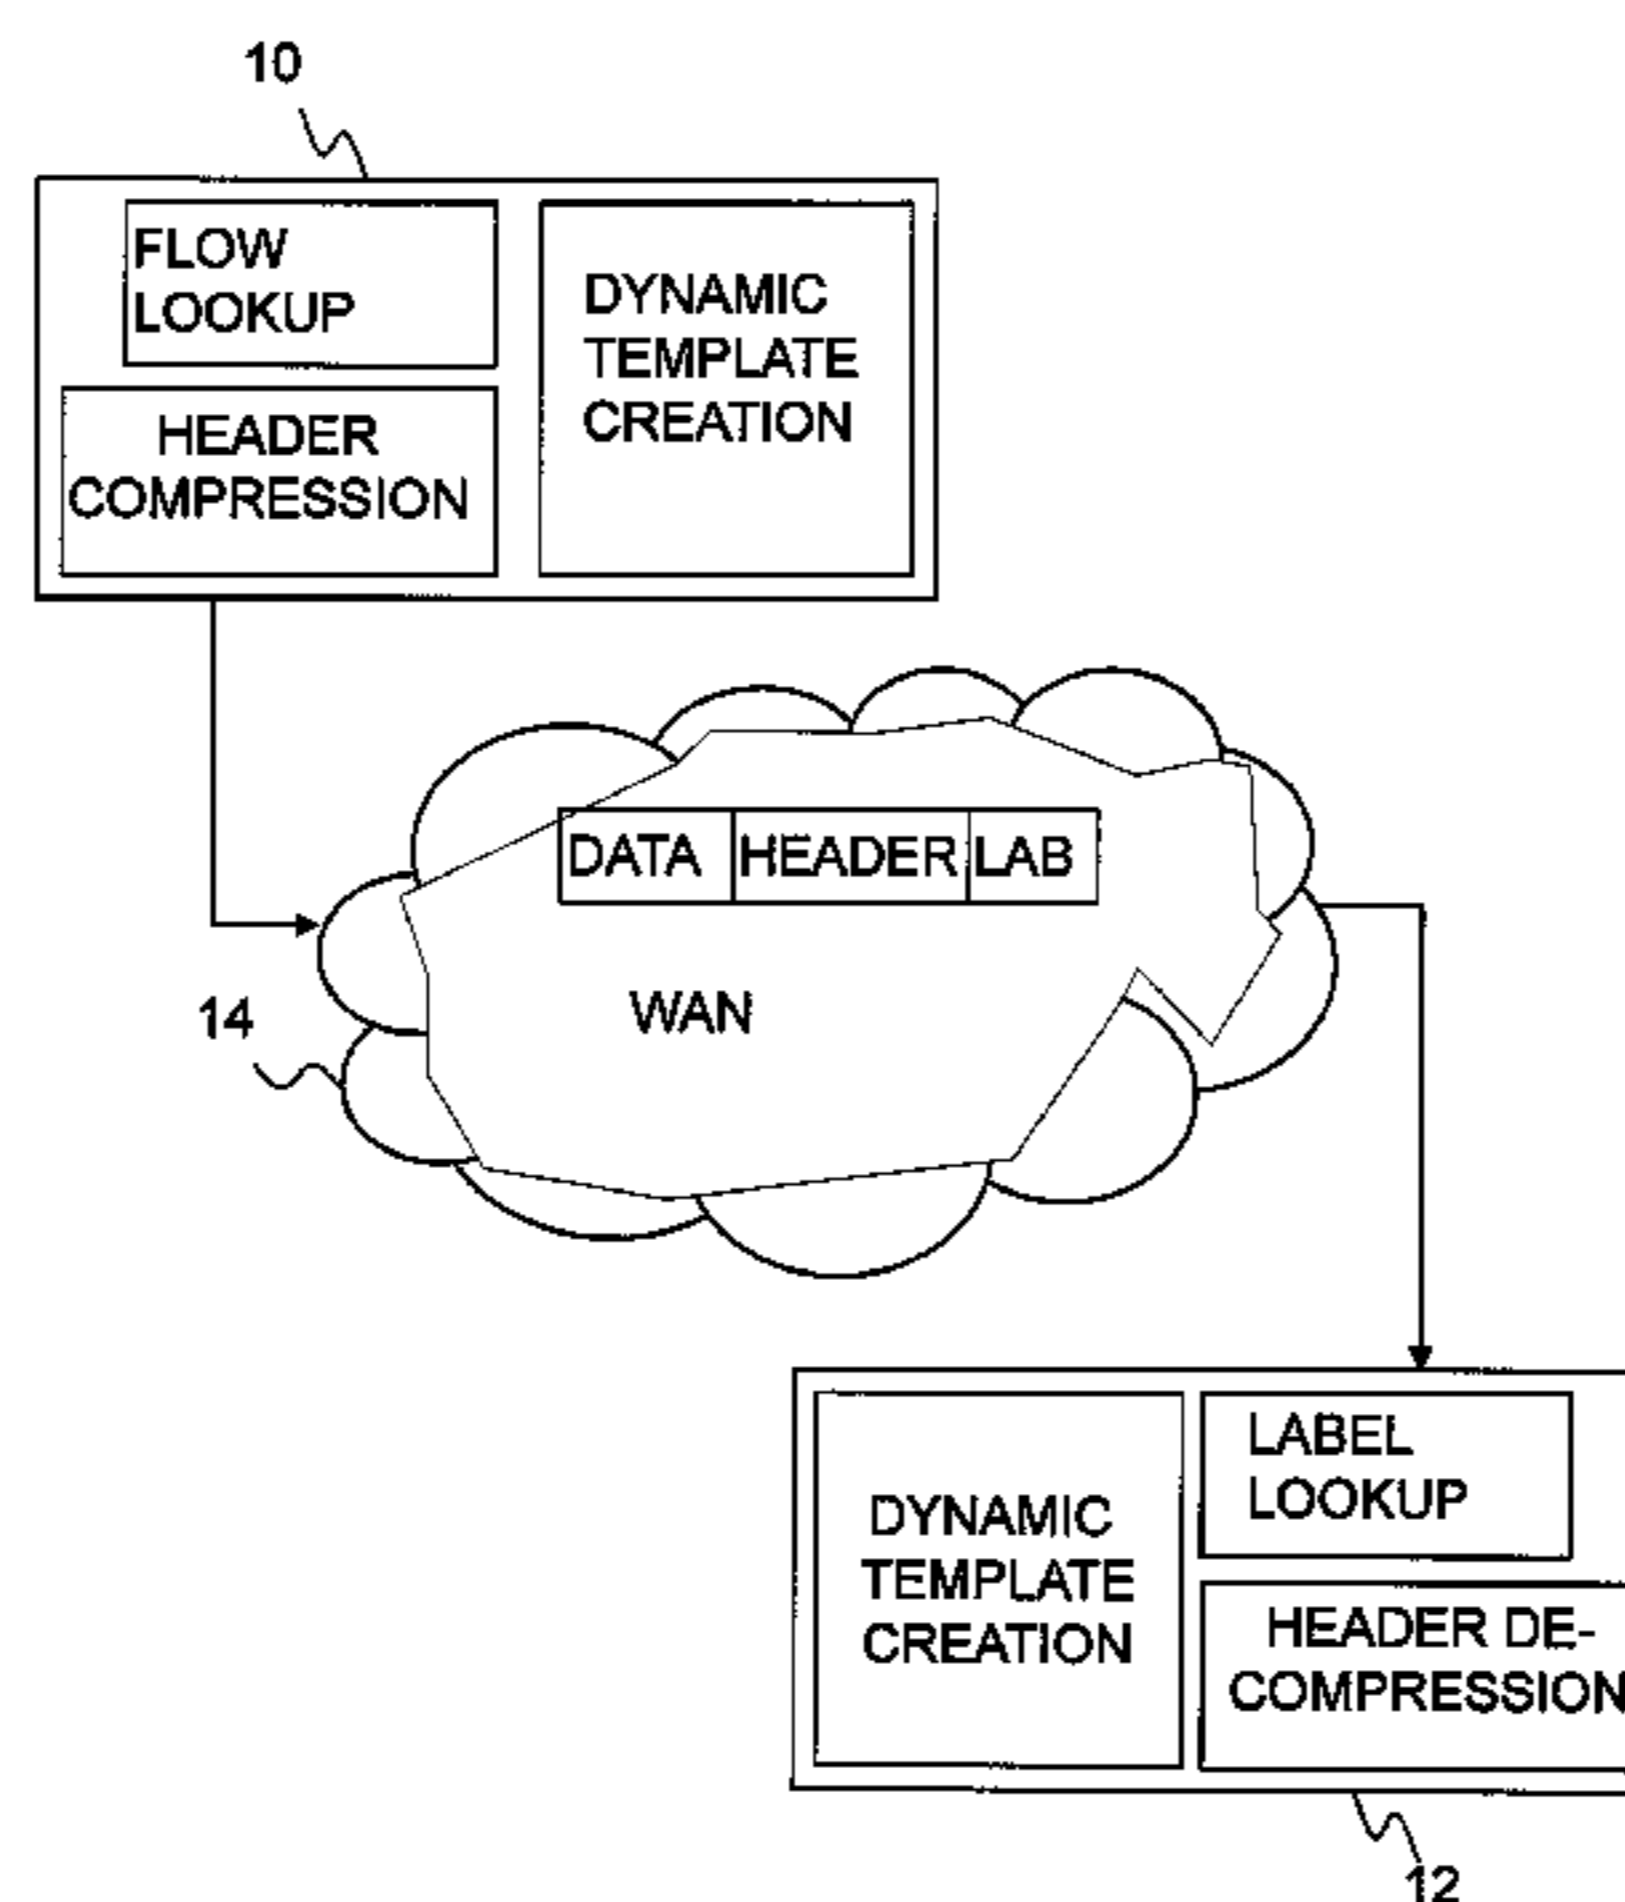 10
FLOW
LOOKUP
DYNAMIC
TEMPLATE
CREATION
HEADER
COMPRESSION
DATA HEADER LAB
WAN
14
DYNAMIC
TEMPLATE
CREATION
LABEL
LOOKUP
HEADER DE-
COMPRESSION
12